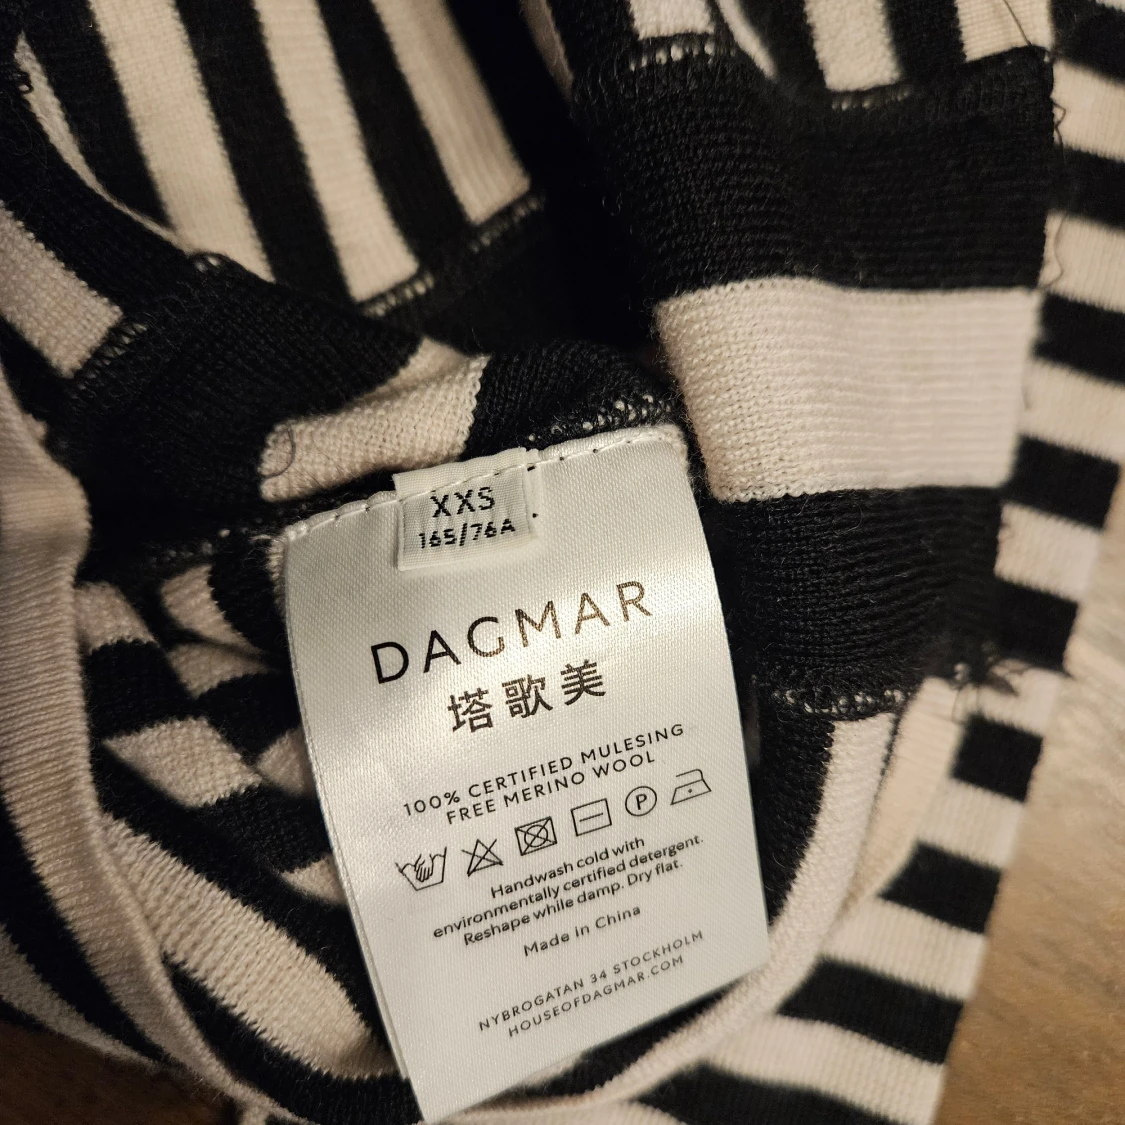 XXS
165/76A
DAGMAR
塔歌美
100% CERTIFIED MULESING
FREE MERINO WOOL
P
Handwash cold with
environmentally certified detergent.
Reshape while damp. Dry flat.
Made in China
NYBROGATAN 34 STOCKHOLM
HOUSEOFDAGMAR.COM